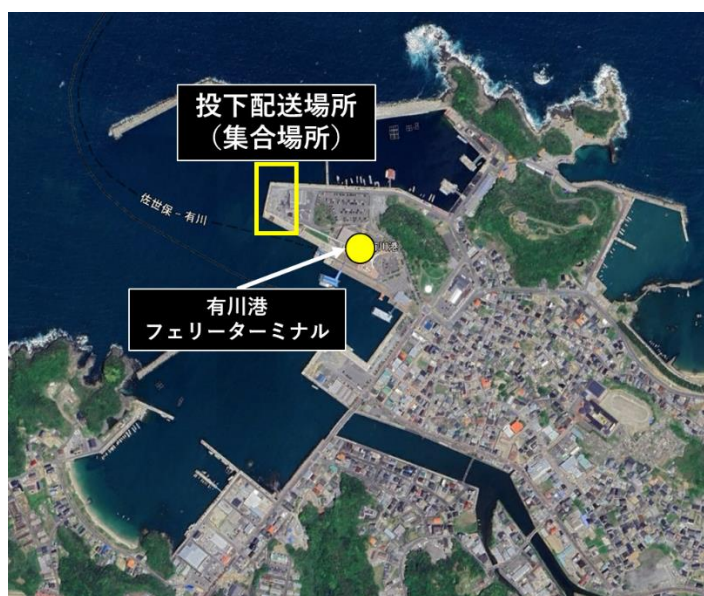 投下配送場所
（集合場所）
佐世保－有川
有川港
フェリーターミナル